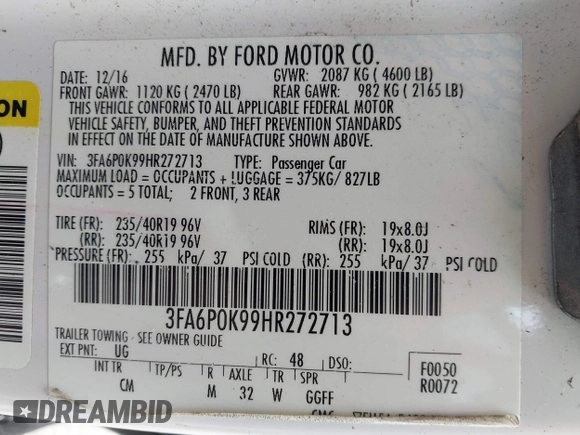 MFD. BY FORD MOTOR CO.
DATE: 12/16 GVWR: 2087 KG ( 4600 LB)
FRONT GAWR: 1120 KG ( 2470 LB) REAR GAWR: 982 KG ( 2165 LB)
THIS VEHICLE CONFORMS TO ALL APPLICABLE FEDERAL MOTOR
VEHICLE SAFETY, BUMPER, AND THEFT PREVENTION STANDARDS
IN EFFECT ON THE DATE OF MANUFACTURE SHOWN ABOVE.
VIN: 3FA6P0K99HR272713 TYPE: Passenger Car
MAXIMUM LOAD = OCCUPANTS + LUGGAGE = 375KG/ 827LB
OCCUPANTS = 5 TOTAL; 2 FRONT, 3 REAR
TIRE (FR): 235/40R19 96V RIMS (FR): 19x8.0J
(RR): 235/40R19 96V (RR): 19x8.0J
PRESSURE (FR): 255 kPa/ 37 PSI COLD (RR): 255 kPa/ 37 PSI COLD
3FA6P0K99HR272713
TRAILER TOWING - SEE OWNER GUIDE
EXT PNT: UG RC: 48 DSO: F0050
INT TR TP/PS R AXLE TR SPR R0072
CM M 32 W GGFF
ON
DREAMBID